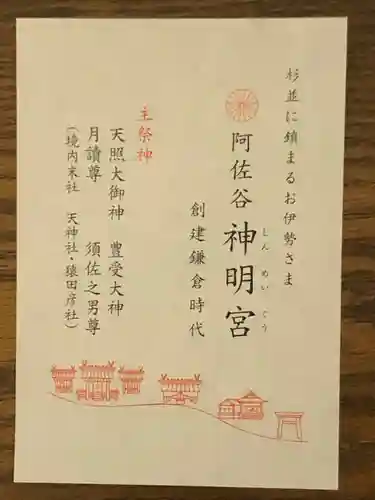 杉並に鎮まるお伊勢さま
阿佐谷神明宮
しんめいぐう
創建鎌倉時代
主祭神
天照大御神 豊受大神
月讀尊 須佐之男尊
(境内末社 天神社・猿田彦社)